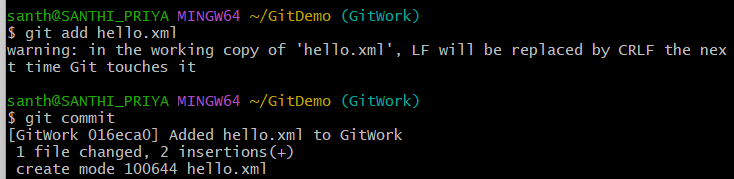 santh@SANTHI_PRIYA MINGW64 ~/GitDemo (GitWork)
$ git add hello.xml
warning: in the working copy of 'hello.xml', LF will be replaced by CRLF the nex
t time Git touches it
santh@SANTHI_PRIYA MINGW64 ~/GitDemo (GitWork)
$ git commit
[GitWork 016eca0] Added hello.xml to GitWork
 1 file changed, 2 insertions(+)
 create mode 100644 hello.xml